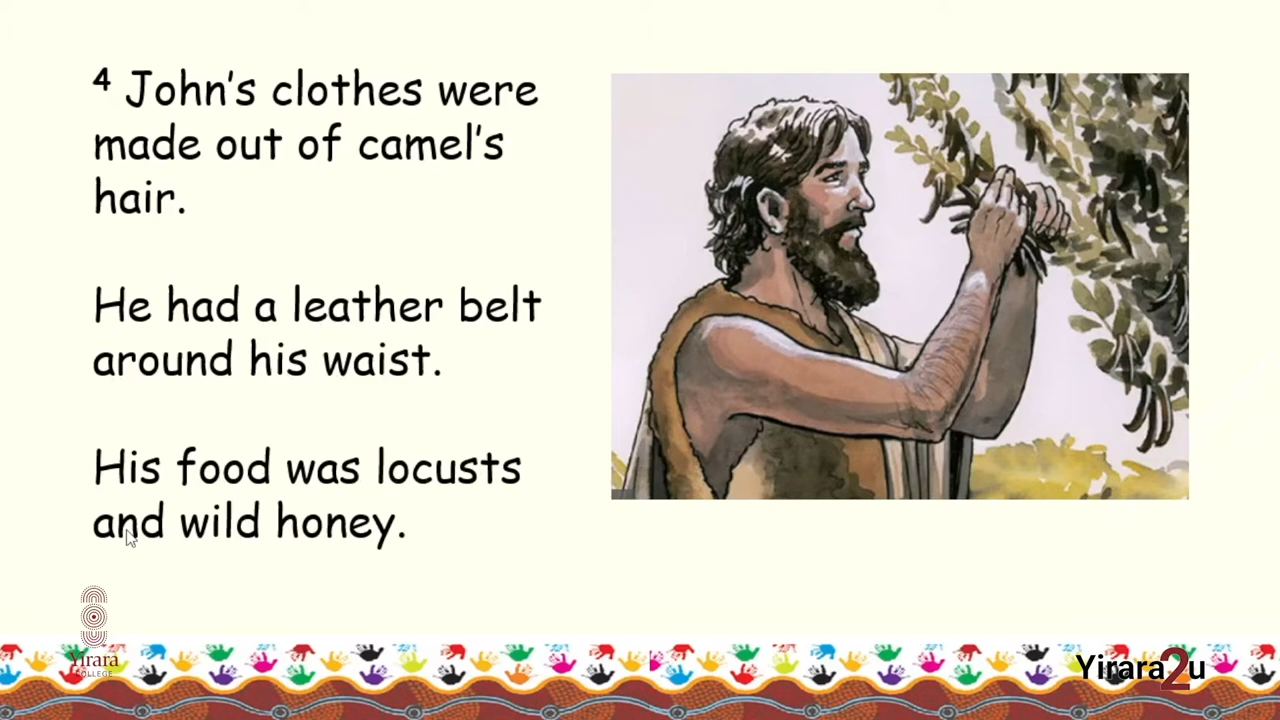 ⁴ John's clothes were
made out of camel's
hair.
He had a leather belt
around his waist.
His food was locusts
and wild honey.
Yirara
COLLEGE
Yirara2u